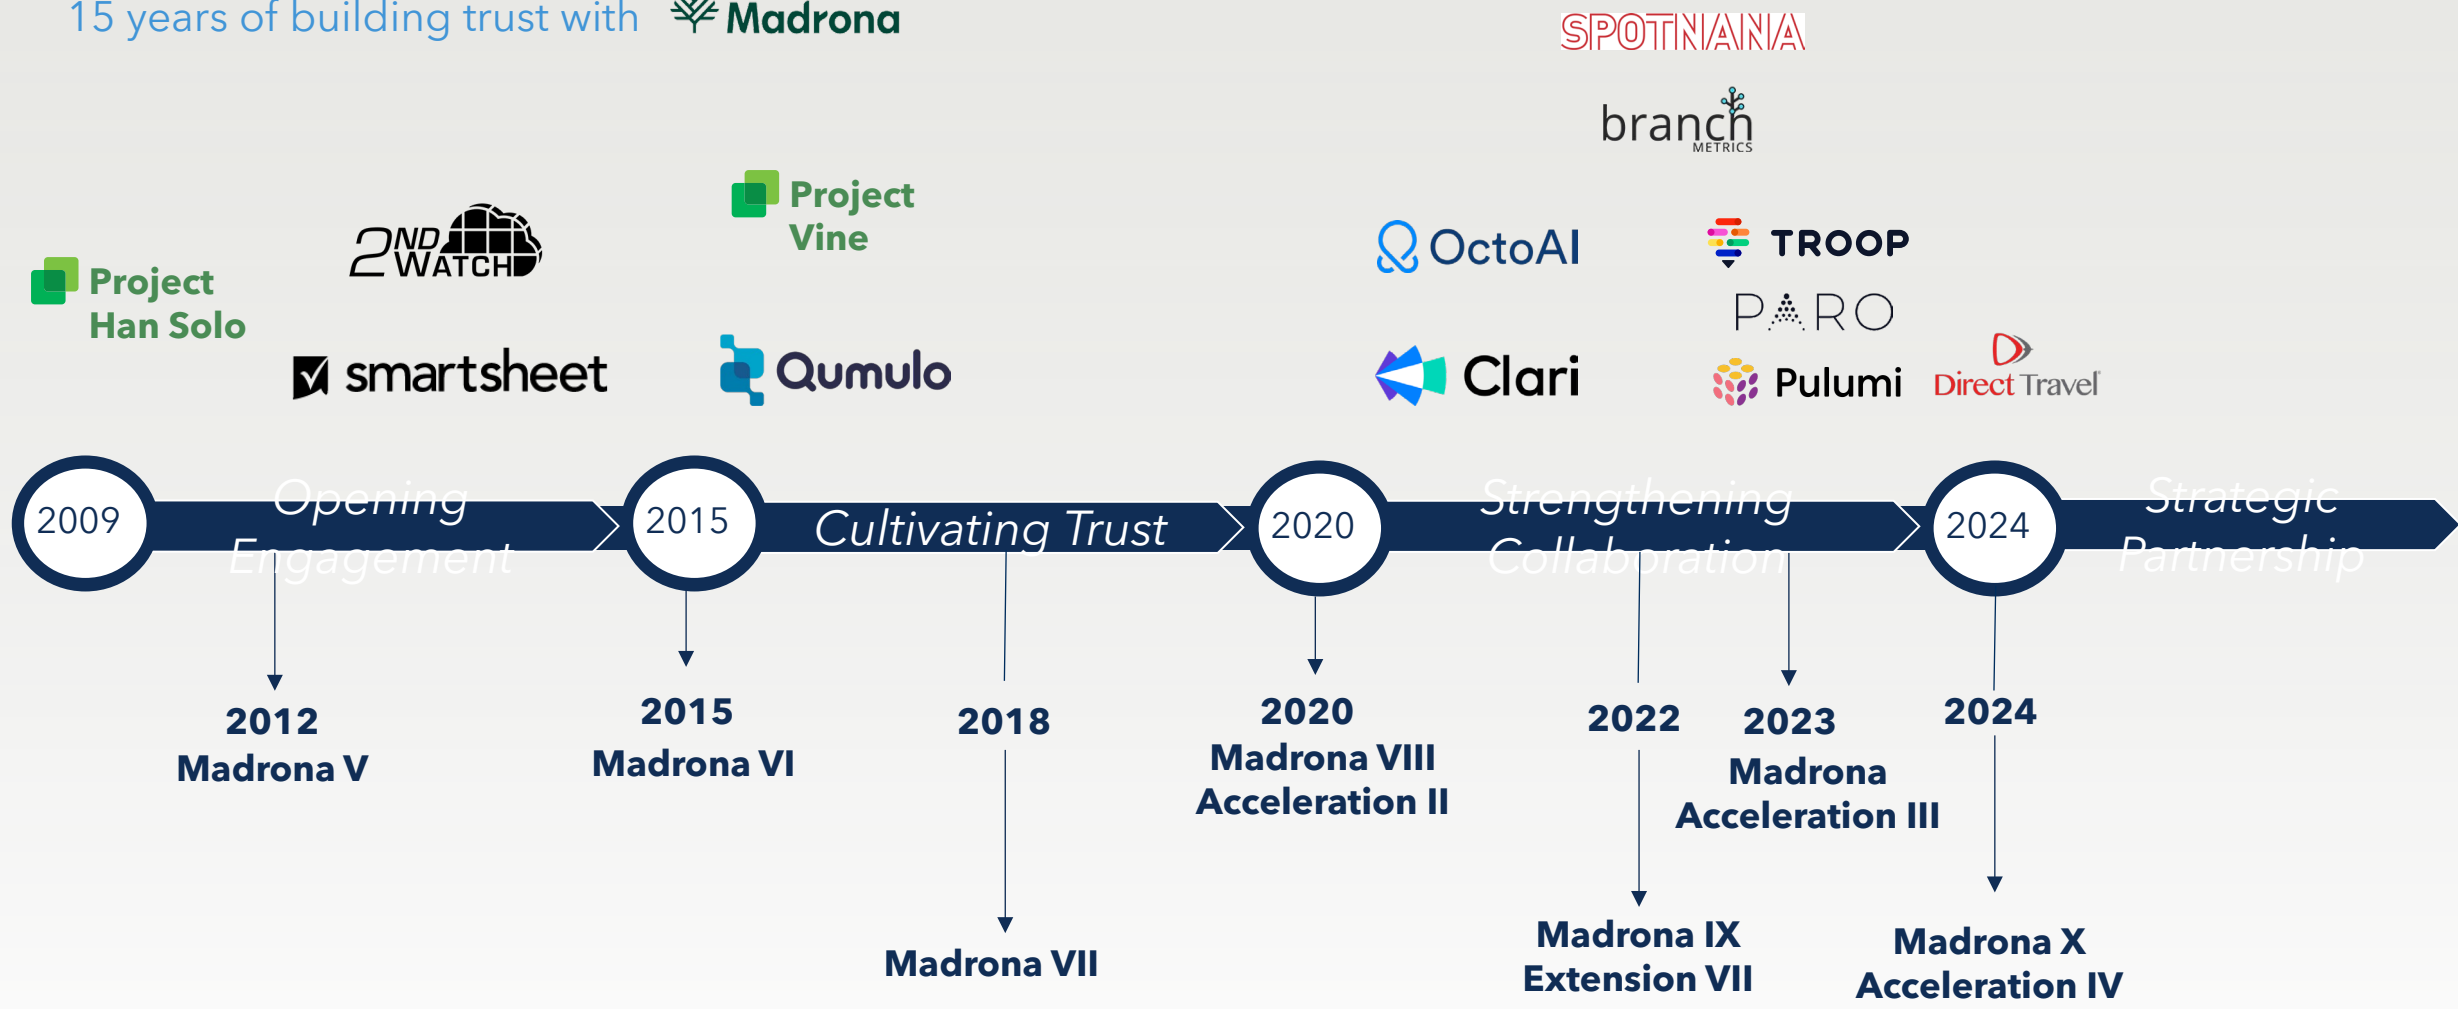 15 years of building trust with Madrona
SPOTNANA
branch
METRICS
Project
Vine
2ND
WATCH
OctoAI
TROOP
Project
Han Solo
PARO
smartsheet
Qumulo
Clari
Pulumi
Direct Travel
2009
Opening
Engagement
2015
Cultivating Trust
2020
Strengthening
Collaboration
2024
Strategic
Partnership
2012
Madrona V
2015
Madrona VI
2018
Madrona VII
2020
Madrona VIII
Acceleration II
2022
Madrona IX
Extension VII
2023
Madrona
Acceleration III
2024
Madrona X
Acceleration IV